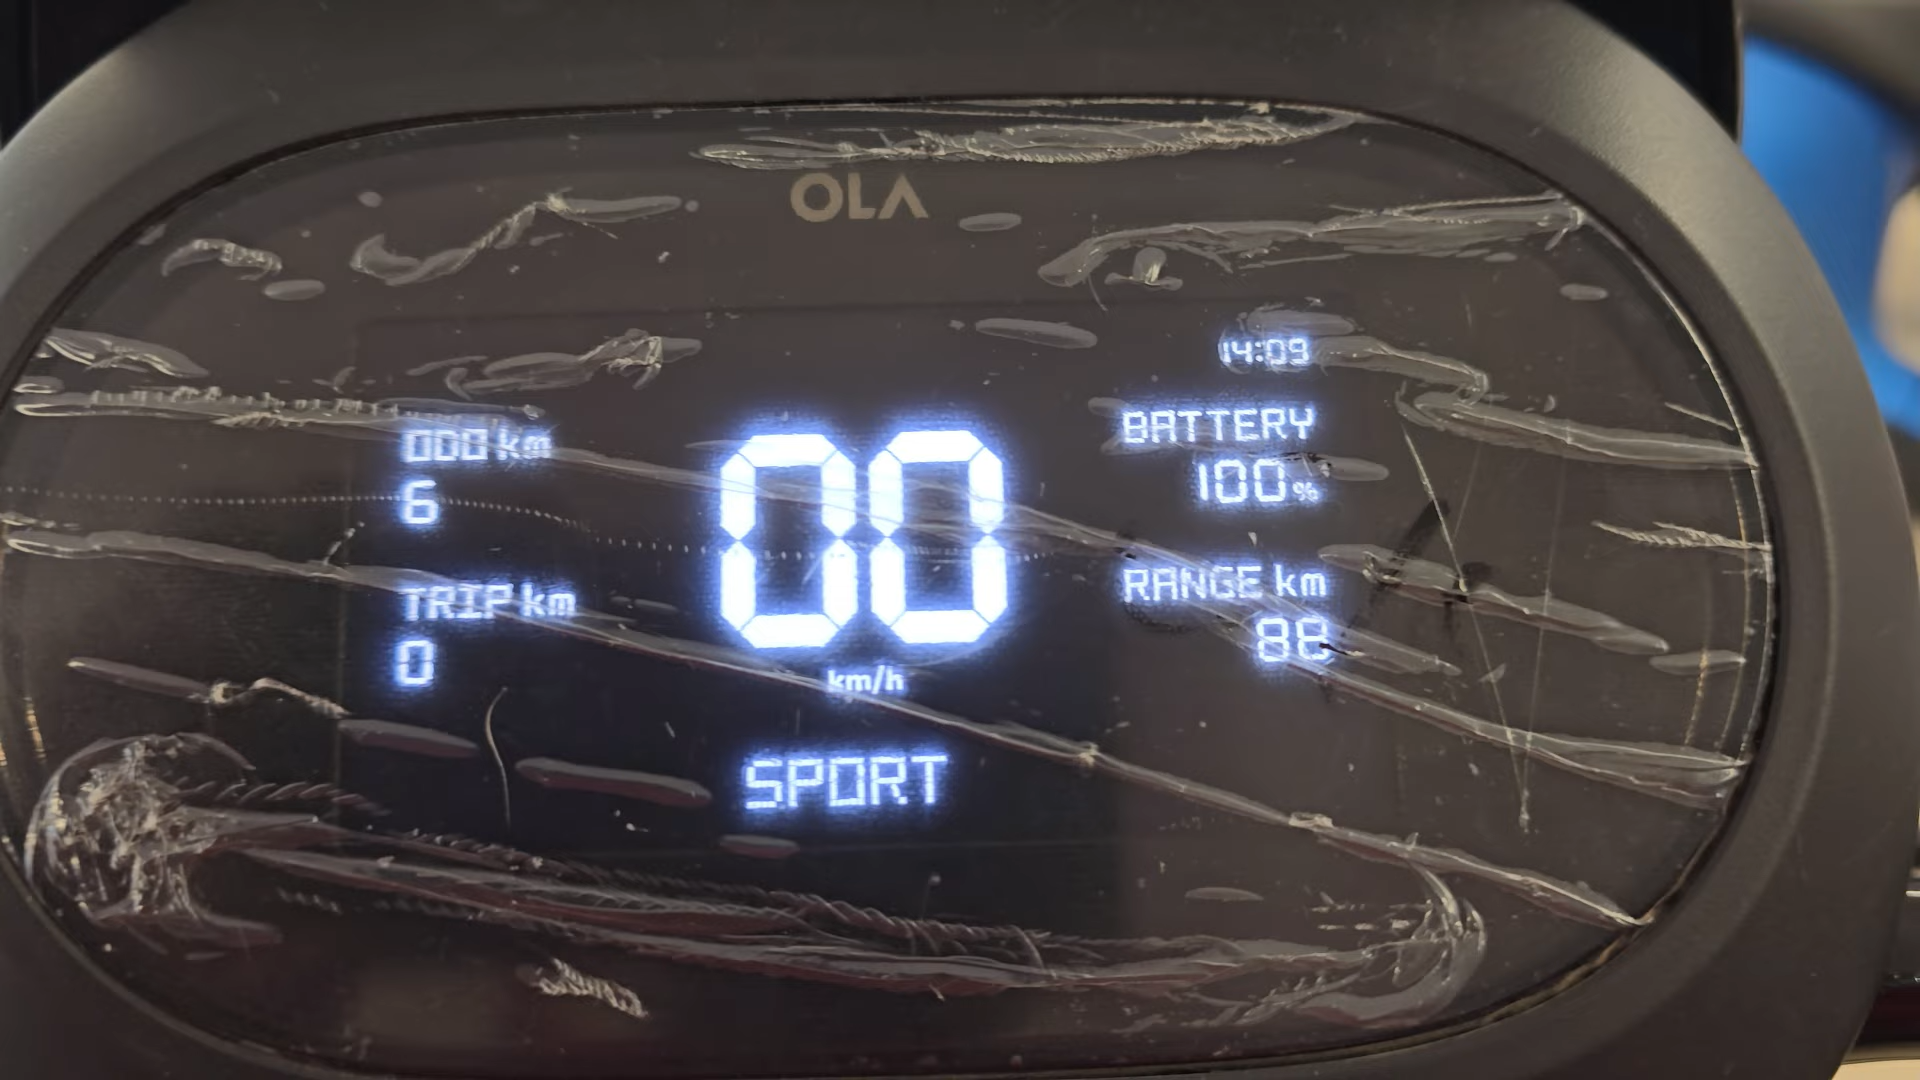 OLA
14:09
ODO km
6
TRIP km
0
00
km/h
SPORT
BATTERY
100%
RANGE km
88